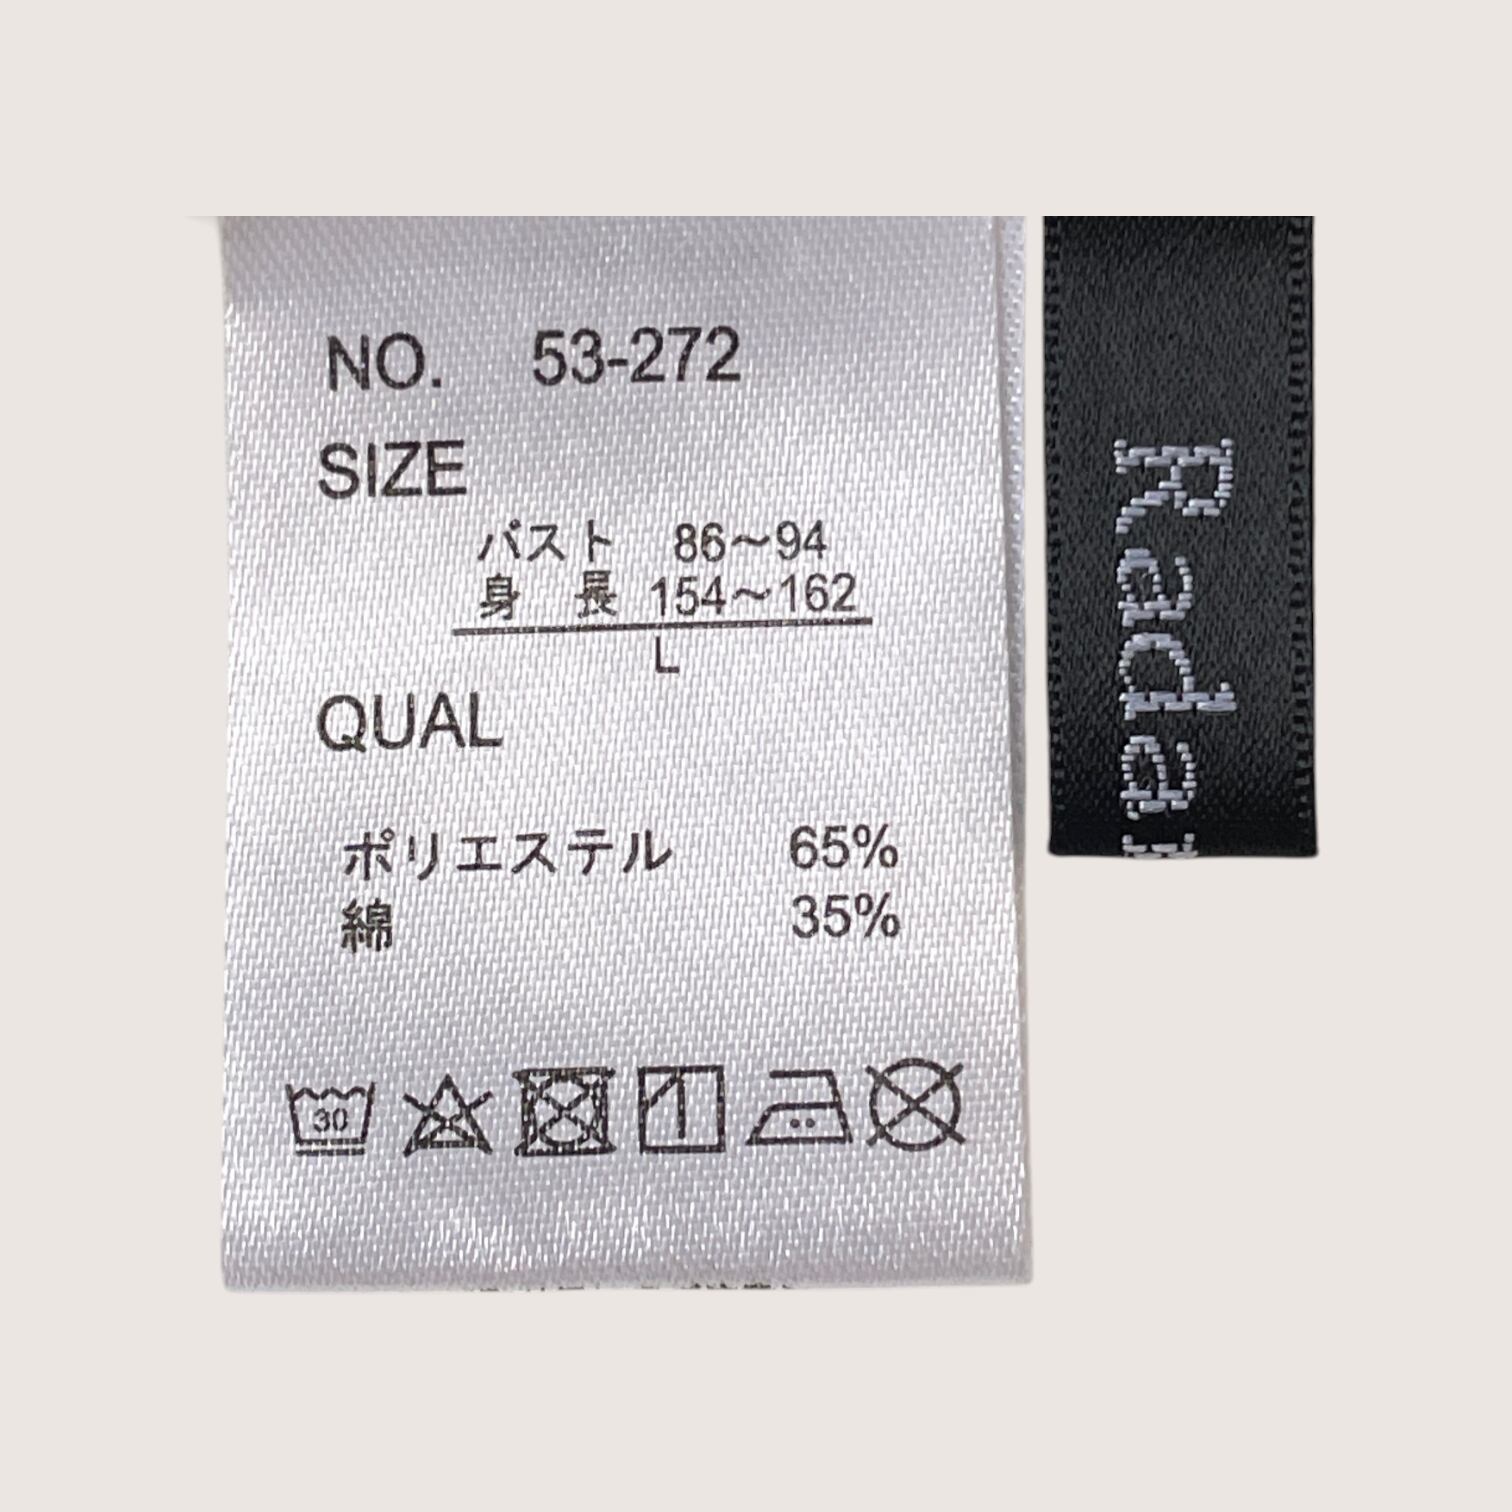 NO. 53-272
SIZE
バスト 86～94
身 長 154～162
L
QUAL
ポリエステル 65%
綿 35%
30
Rada